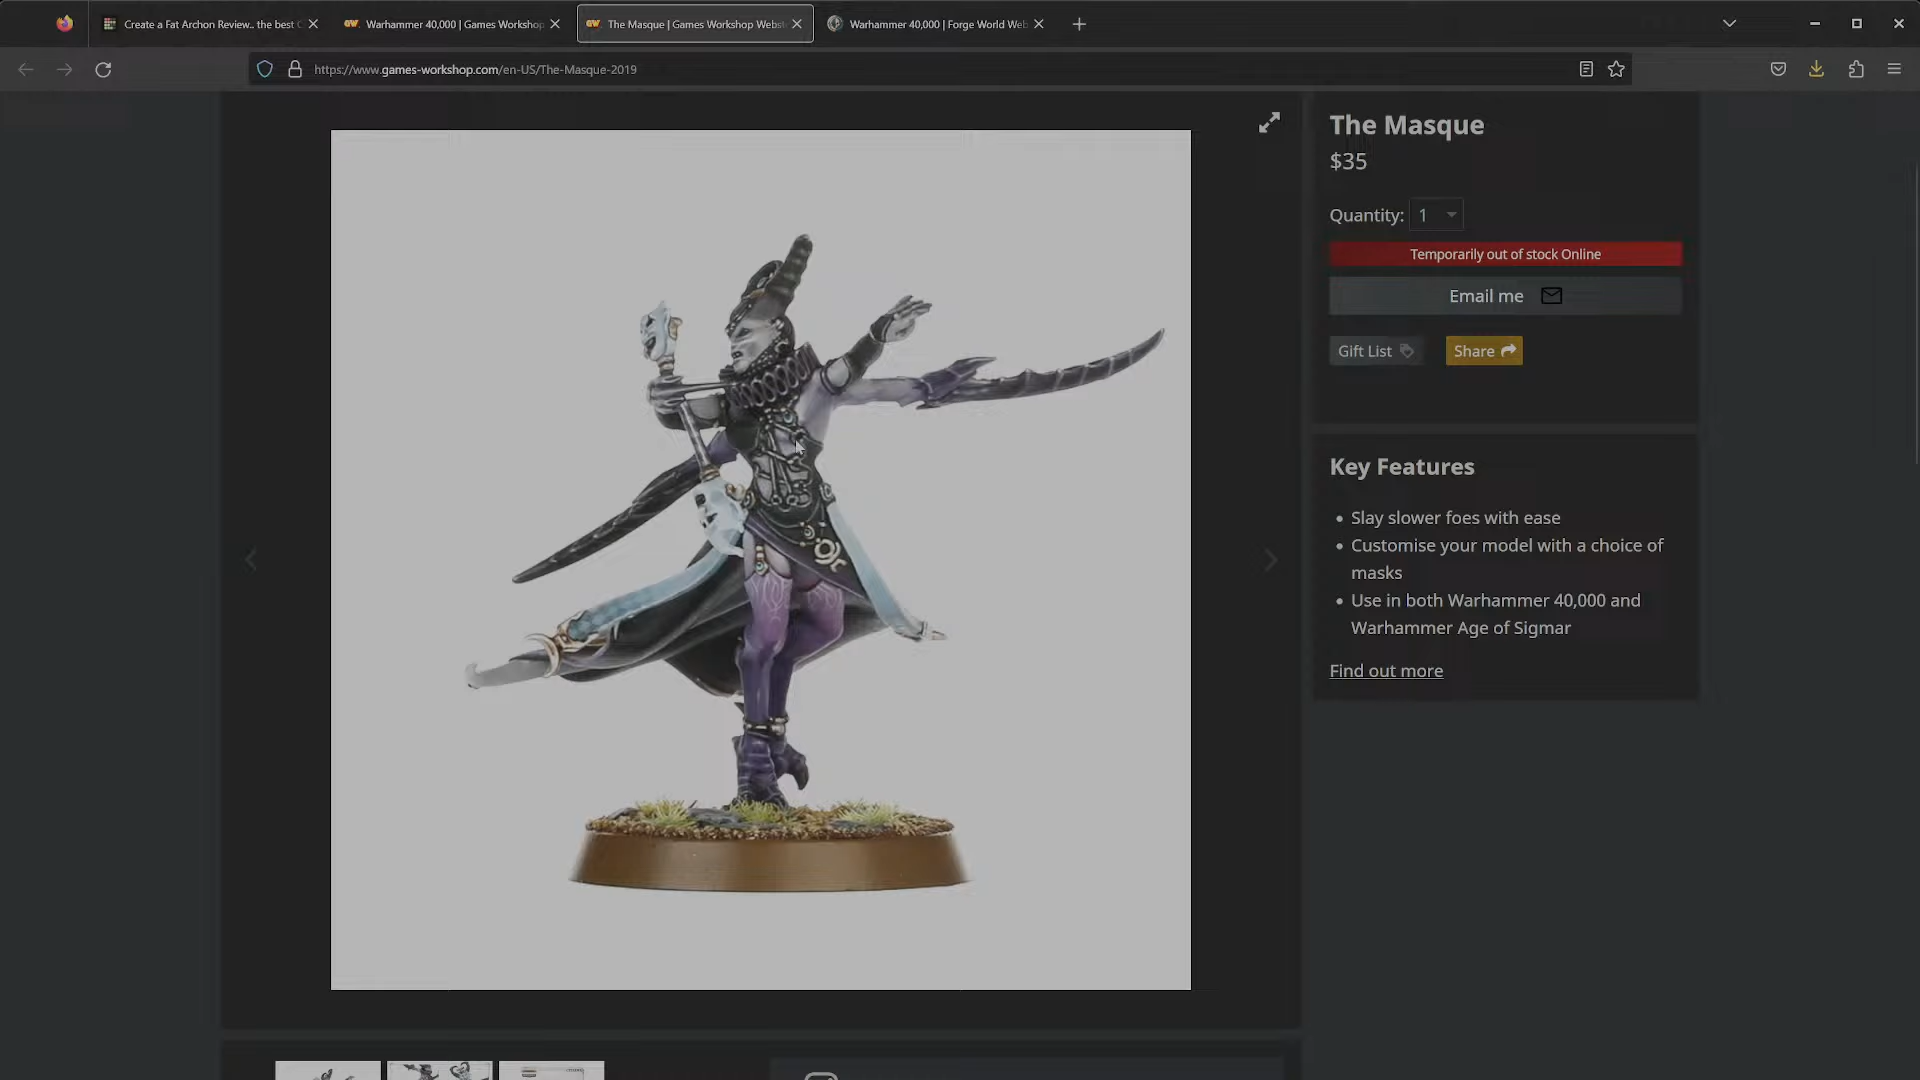 Create a Fat Archon Review.. the best C
Warhammer 40,000 | Games Workshop
The Masque | Games Workshop Webst
Warhammer 40,000 | Forge World Web
https://www.games-workshop.com/en-US/The-Masque-2019
The Masque
$35
Quantity: 1
Temporarily out of stock Online
Email me
Gift List
Share
Key Features
Slay slower foes with ease
Customise your model with a choice of
masks
Use in both Warhammer 40,000 and
Warhammer Age of Sigmar
Find out more